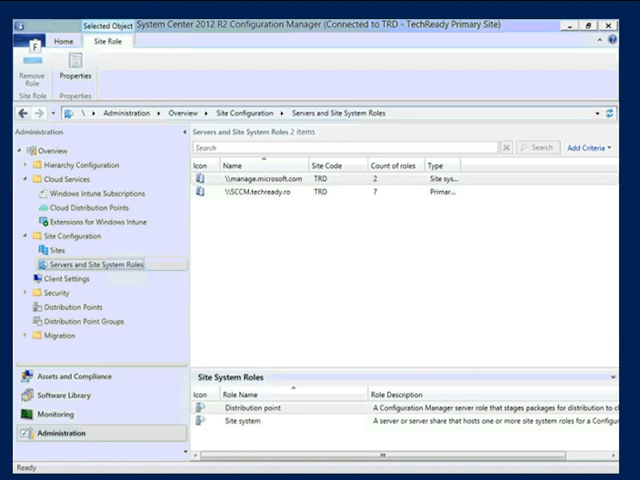 Selected Object System Center 2012 R2 Configuration Manager (Connected to TRD - TechReady Primary Site)
F Home Site Role
Remove Role
Properties
Site Role Properties
\ Administration Overview Site Configuration Servers and Site System Roles
Administration
Overview
Hierarchy Configuration
Cloud Services
Windows Intune Subscriptions
Cloud Distribution Points
Extensions for Windows Intune
Site Configuration
Sites
Servers and Site System Roles
Client Settings
Security
Distribution Points
Distribution Point Groups
Migration
Assets and Compliance
Software Library
Monitoring
Administration
Servers and Site System Roles 2 items
Search Search Add Criteria
Icon Name Site Code Count of roles Type
\\manage.microsoft.com TRD 2 Site sys...
\\SCCM.techready.ro TRD 7 Primar...
Site System Roles
Icon Role Name Role Description
Distribution point A Configuration Manager server role that stages packages for distribution to cl
Site system A server or server share that hosts one or more site system roles for a Configur
Ready